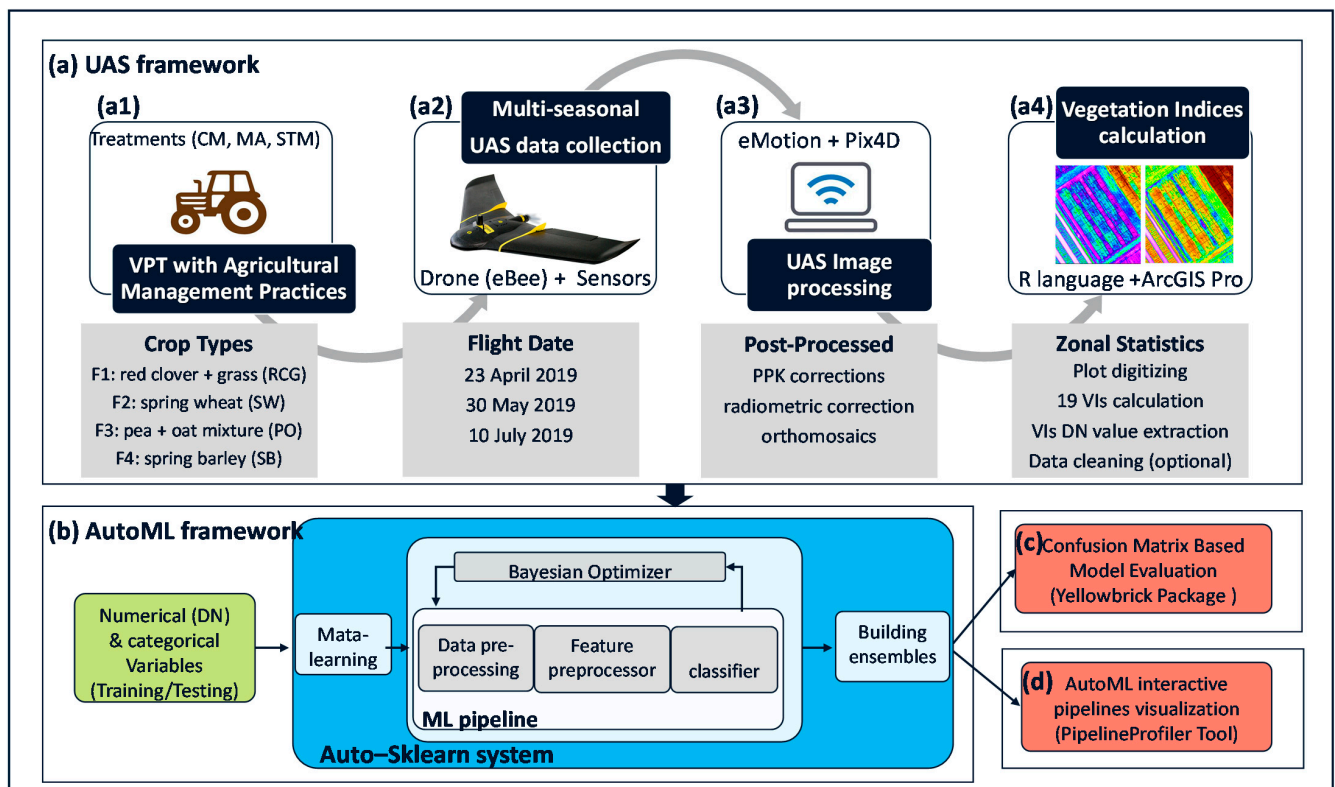 (a) UAS framework
(a1)
Treatments (CM, MA, STM)
VPT with Agricultural
Management Practices
Crop Types
F1: red clover + grass (RCG)
F2: spring wheat (SW)
F3: pea + oat mixture (PO)
F4: spring barley (SB)
(a2)
Multi-seasonal
UAS data collection
Drone (eBee) + Sensors
Flight Date
23 April 2019
30 May 2019
10 July 2019
(a3)
eMotion + Pix4D
UAS Image
processing
Post-Processed
PPK corrections
radiometric correction
orthomosaics
(a4)
Vegetation Indices
calculation
R language +ArcGIS Pro
Zonal Statistics
Plot digitizing
19 VIs calculation
VIs DN value extraction
Data cleaning (optional)
(b) AutoML framework
Numerical (DN)
& categorical
Variables
(Training/Testing)
Mata-
learning
Bayesian Optimizer
Data pre-
processing
Feature
preprocessor
classifier
ML pipeline
Auto–Sklearn system
Building
ensembles
(c)
Confusion Matrix Based
Model Evaluation
(Yellowbrick Package )
(d)
AutoML interactive
pipelines visualization
(PipelineProfiler Tool)